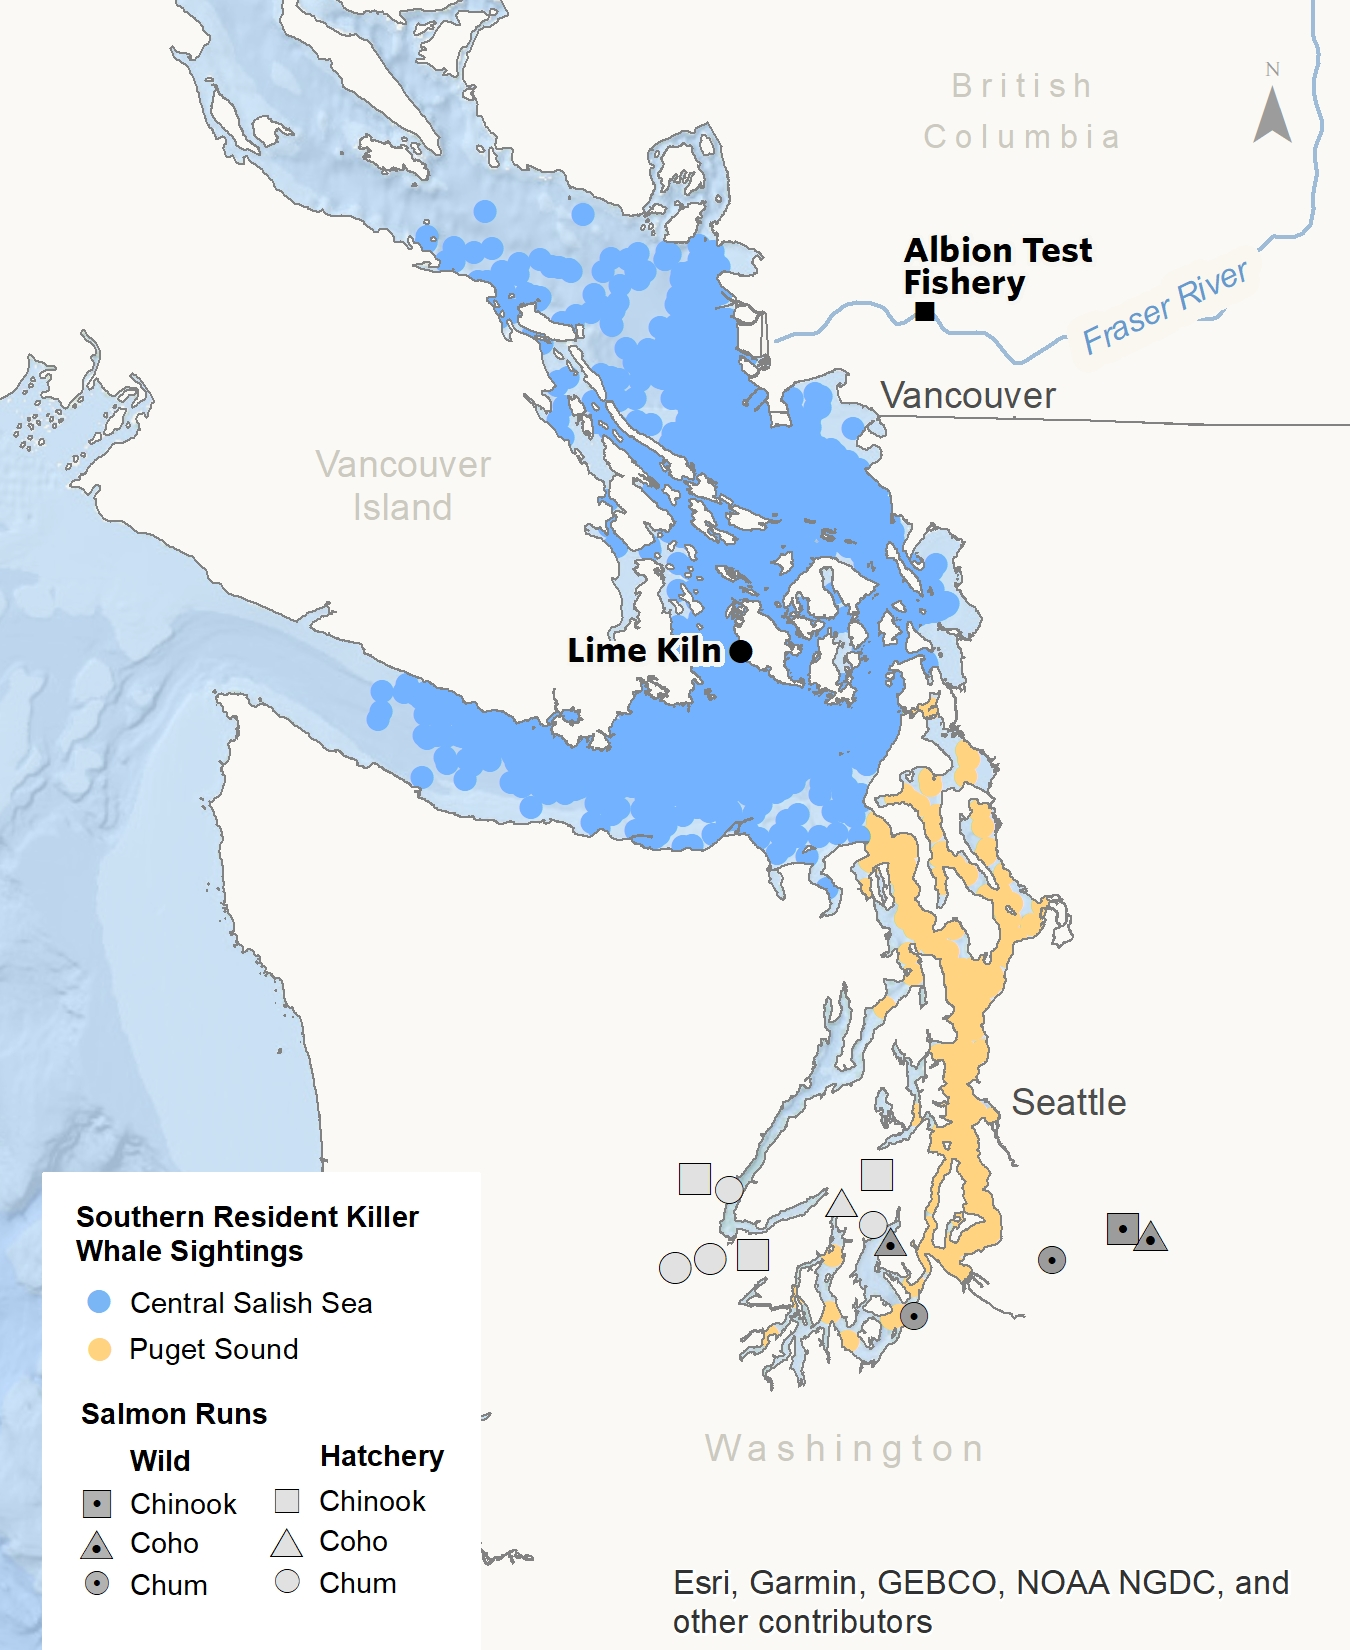 British
Columbia
N
Albion Test
Fishery
Fraser River
Vancouver
Vancouver
Island
Lime Kiln
Seattle
Washington
Southern Resident Killer
Whale Sightings
Central Salish Sea
Puget Sound
Salmon Runs
Wild
Hatchery
Chinook
Chinook
Coho
Coho
Chum
Chum
Esri, Garmin, GEBCO, NOAA NGDC, and
other contributors